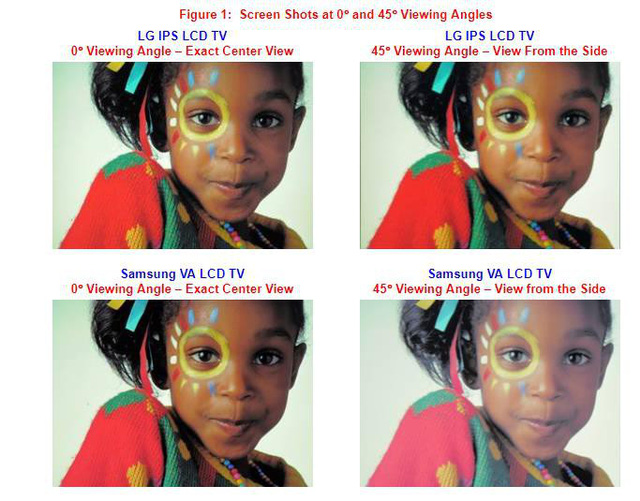 Figure 1: Screen Shots at 0° and 45° Viewing Angles
LG IPS LCD TV
0° Viewing Angle – Exact Center View
LG IPS LCD TV
45° Viewing Angle – View From the Side
Samsung VA LCD TV
0° Viewing Angle – Exact Center View
Samsung VA LCD TV
45° Viewing Angle – View from the Side